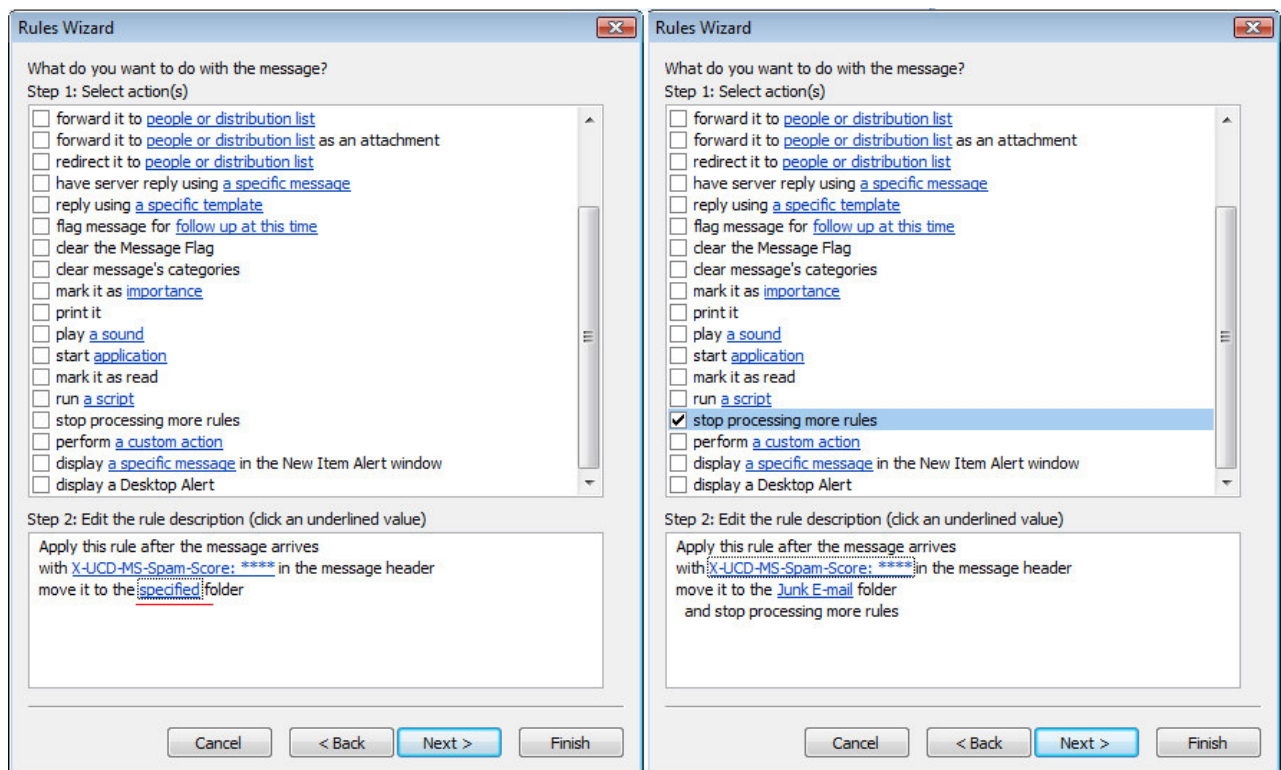 Rules Wizard
What do you want to do with the message?
Step 1: Select action(s)
forward it to people or distribution list
forward it to people or distribution list as an attachment
redirect it to people or distribution list
have server reply using a specific message
reply using a specific template
flag message for follow up at this time
clear the Message Flag
clear message's categories
mark it as importance
print it
play a sound
start application
mark it as read
run a script
stop processing more rules
perform a custom action
display a specific message in the New Item Alert window
display a Desktop Alert
Step 2: Edit the rule description (click an underlined value)
Apply this rule after the message arrives
with X-UCD-MS-Spam-Score: **** in the message header
move it to the specified folder
Cancel
< Back
Next >
Finish
Rules Wizard
What do you want to do with the message?
Step 1: Select action(s)
forward it to people or distribution list
forward it to people or distribution list as an attachment
redirect it to people or distribution list
have server reply using a specific message
reply using a specific template
flag message for follow up at this time
clear the Message Flag
clear message's categories
mark it as importance
print it
play a sound
start application
mark it as read
run a script
stop processing more rules
perform a custom action
display a specific message in the New Item Alert window
display a Desktop Alert
Step 2: Edit the rule description (click an underlined value)
Apply this rule after the message arrives
with X-UCD-MS-Spam-Score: **** in the message header
move it to the Junk E-mail folder
and stop processing more rules
Cancel
< Back
Next >
Finish